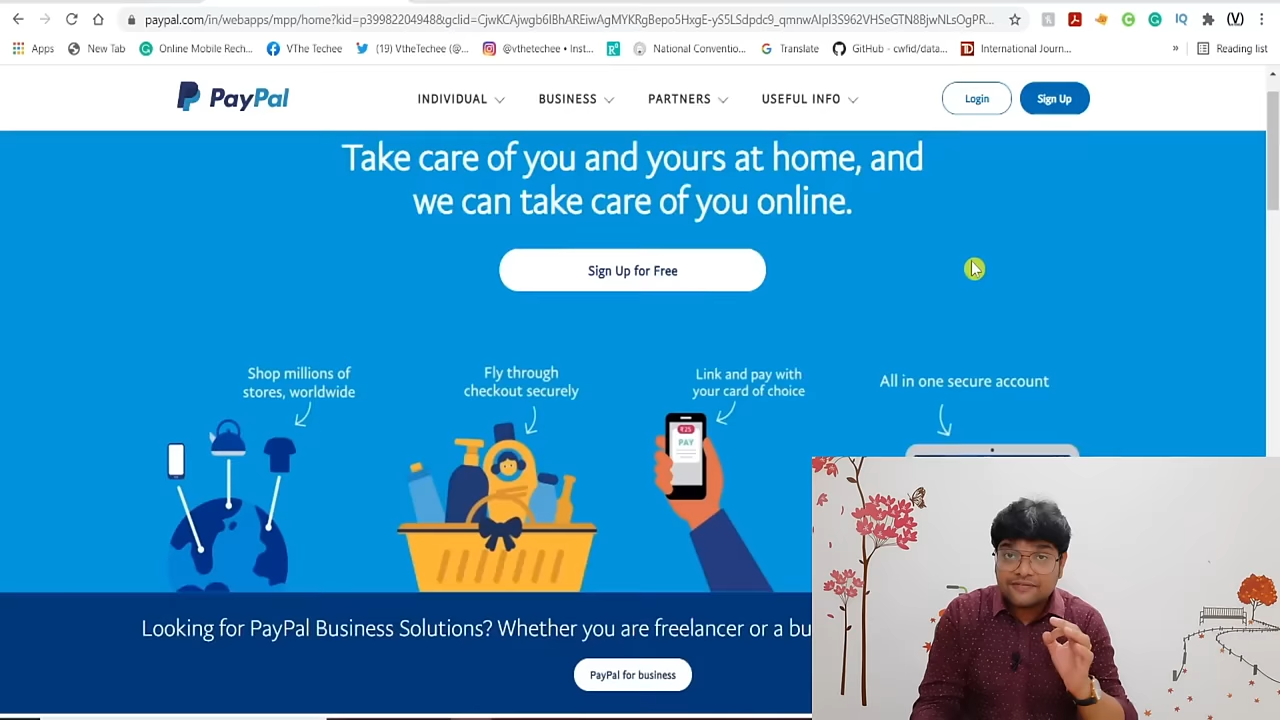 paypal.com/in/webapps/mpp/home?kid=p39982204948&gclid=CjwKCAjwgb6IBhAREiwAgMYKRgBepo5HxgE-yS5LSdpdc9_qmnwAlpI3S962VHSeGTN8BjwNLsOgPR...
IQ
(V)
Apps
New Tab
Online Mobile Rech...
VThe Techee
(19) VtheTechee (@...
@vthetechee • Inst...
National Conventio...
Translate
GitHub - cwfid/data...
International Journ...
»
Reading list
PayPal
INDIVIDUAL
BUSINESS
PARTNERS
USEFUL INFO
Login
Sign Up
Take care of you and yours at home, and
we can take care of you online.
Sign Up for Free
Shop millions of
stores, worldwide
Fly through
checkout securely
Link and pay with
your card of choice
All in one secure account
₹25
PAY
Looking for PayPal Business Solutions? Whether you are freelancer or a bu
PayPal for business